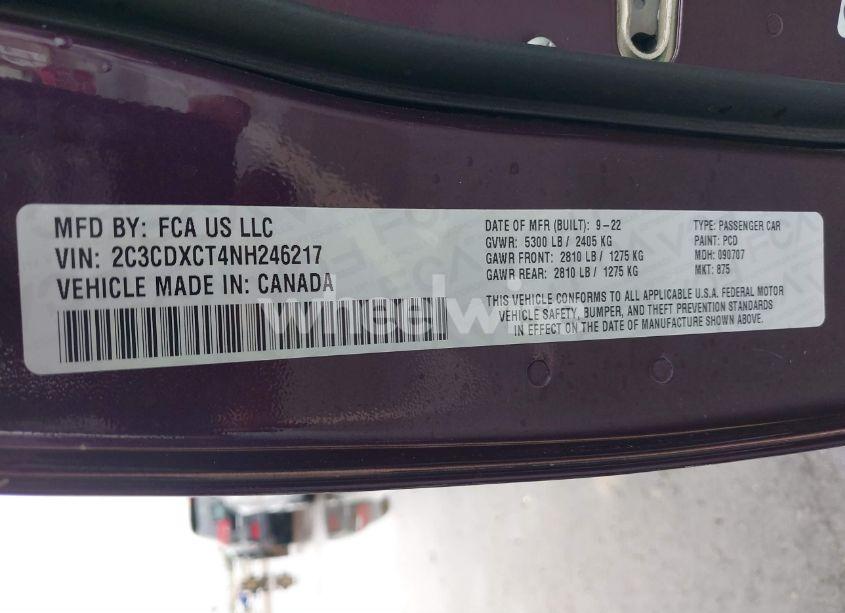 MFD BY: FCA US LLC
VIN: 2C3CDXCT4NH246217
VEHICLE MADE IN: CANADA
DATE OF MFR (BUILT): 9-22
GVWR: 5300 LB / 2405 KG
GAWR FRONT: 2810 LB / 1275 KG
GAWR REAR: 2810 LB / 1275 KG
TYPE: PASSENGER CAR
PAINT: PCD
MDH: 090707
MKT: 875
THIS VEHICLE CONFORMS TO ALL APPLICABLE U.S.A. FEDERAL MOTOR
VEHICLE SAFETY, BUMPER, AND THEFT PREVENTION STANDARDS
IN EFFECT ON THE DATE OF MANUFACTURE SHOWN ABOVE.